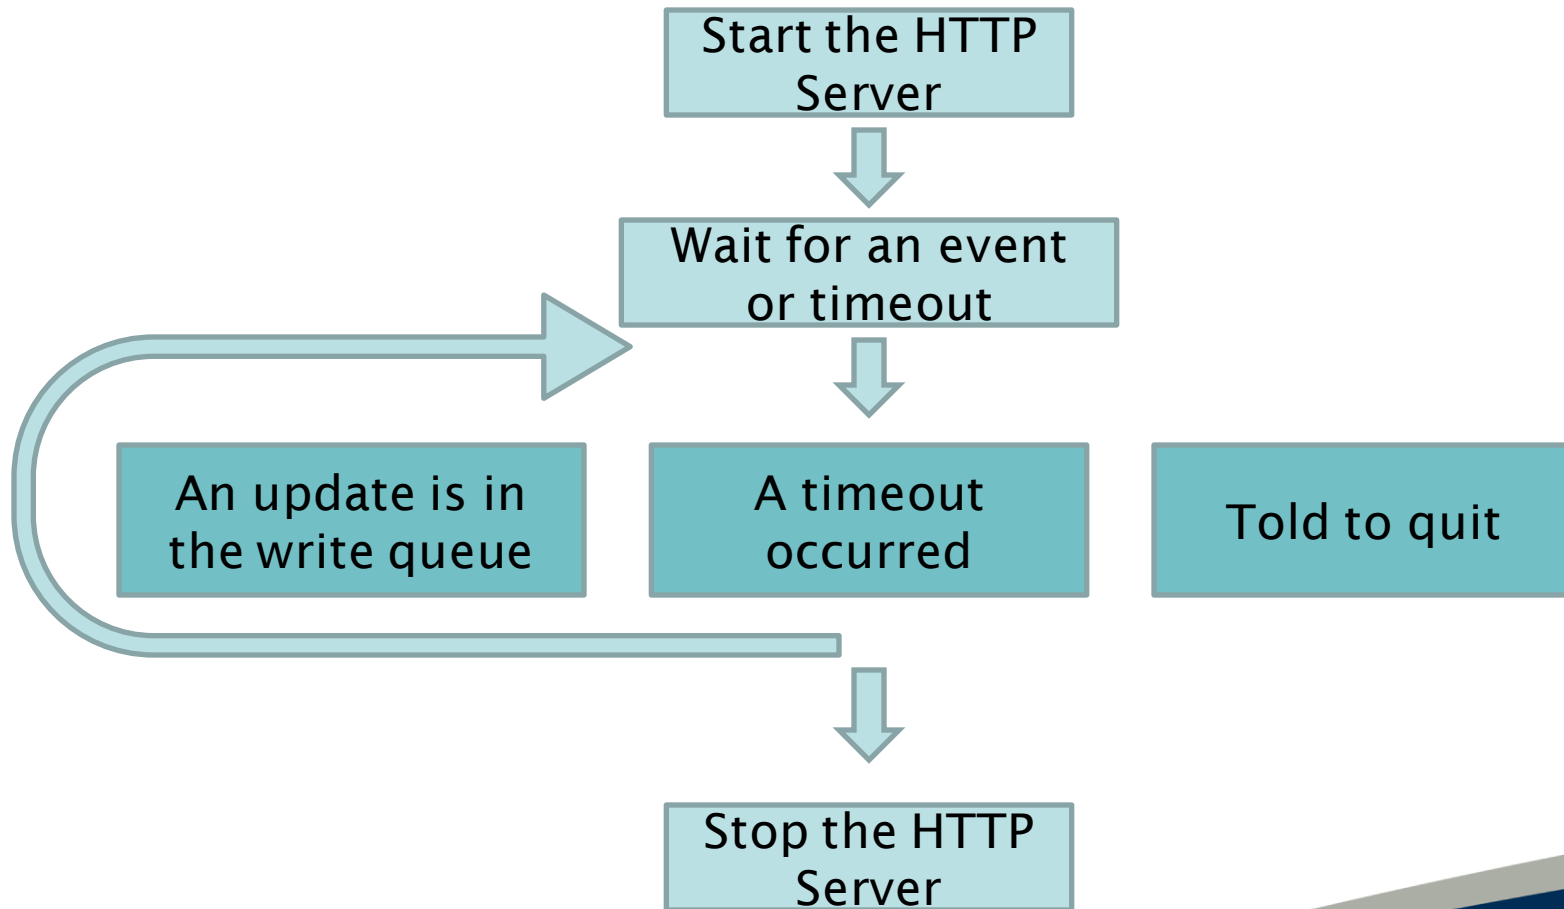 Start the HTTP
Server
Wait for an event
or timeout
An update is in
the write queue
A timeout
occurred
Told to quit
Stop the HTTP
Server